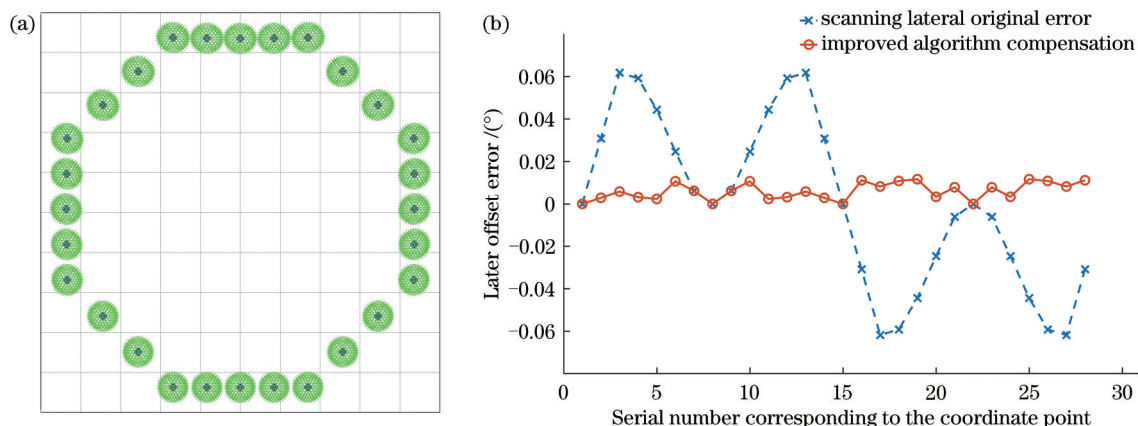 (a)
(b)
scanning lateral original error
improved algorithm compensation
Later offset error /(°)
0.06
0.04
0.02
0
−0.02
−0.04
−0.06
0 5 10 15 20 25 30
Serial number corresponding to the coordinate point